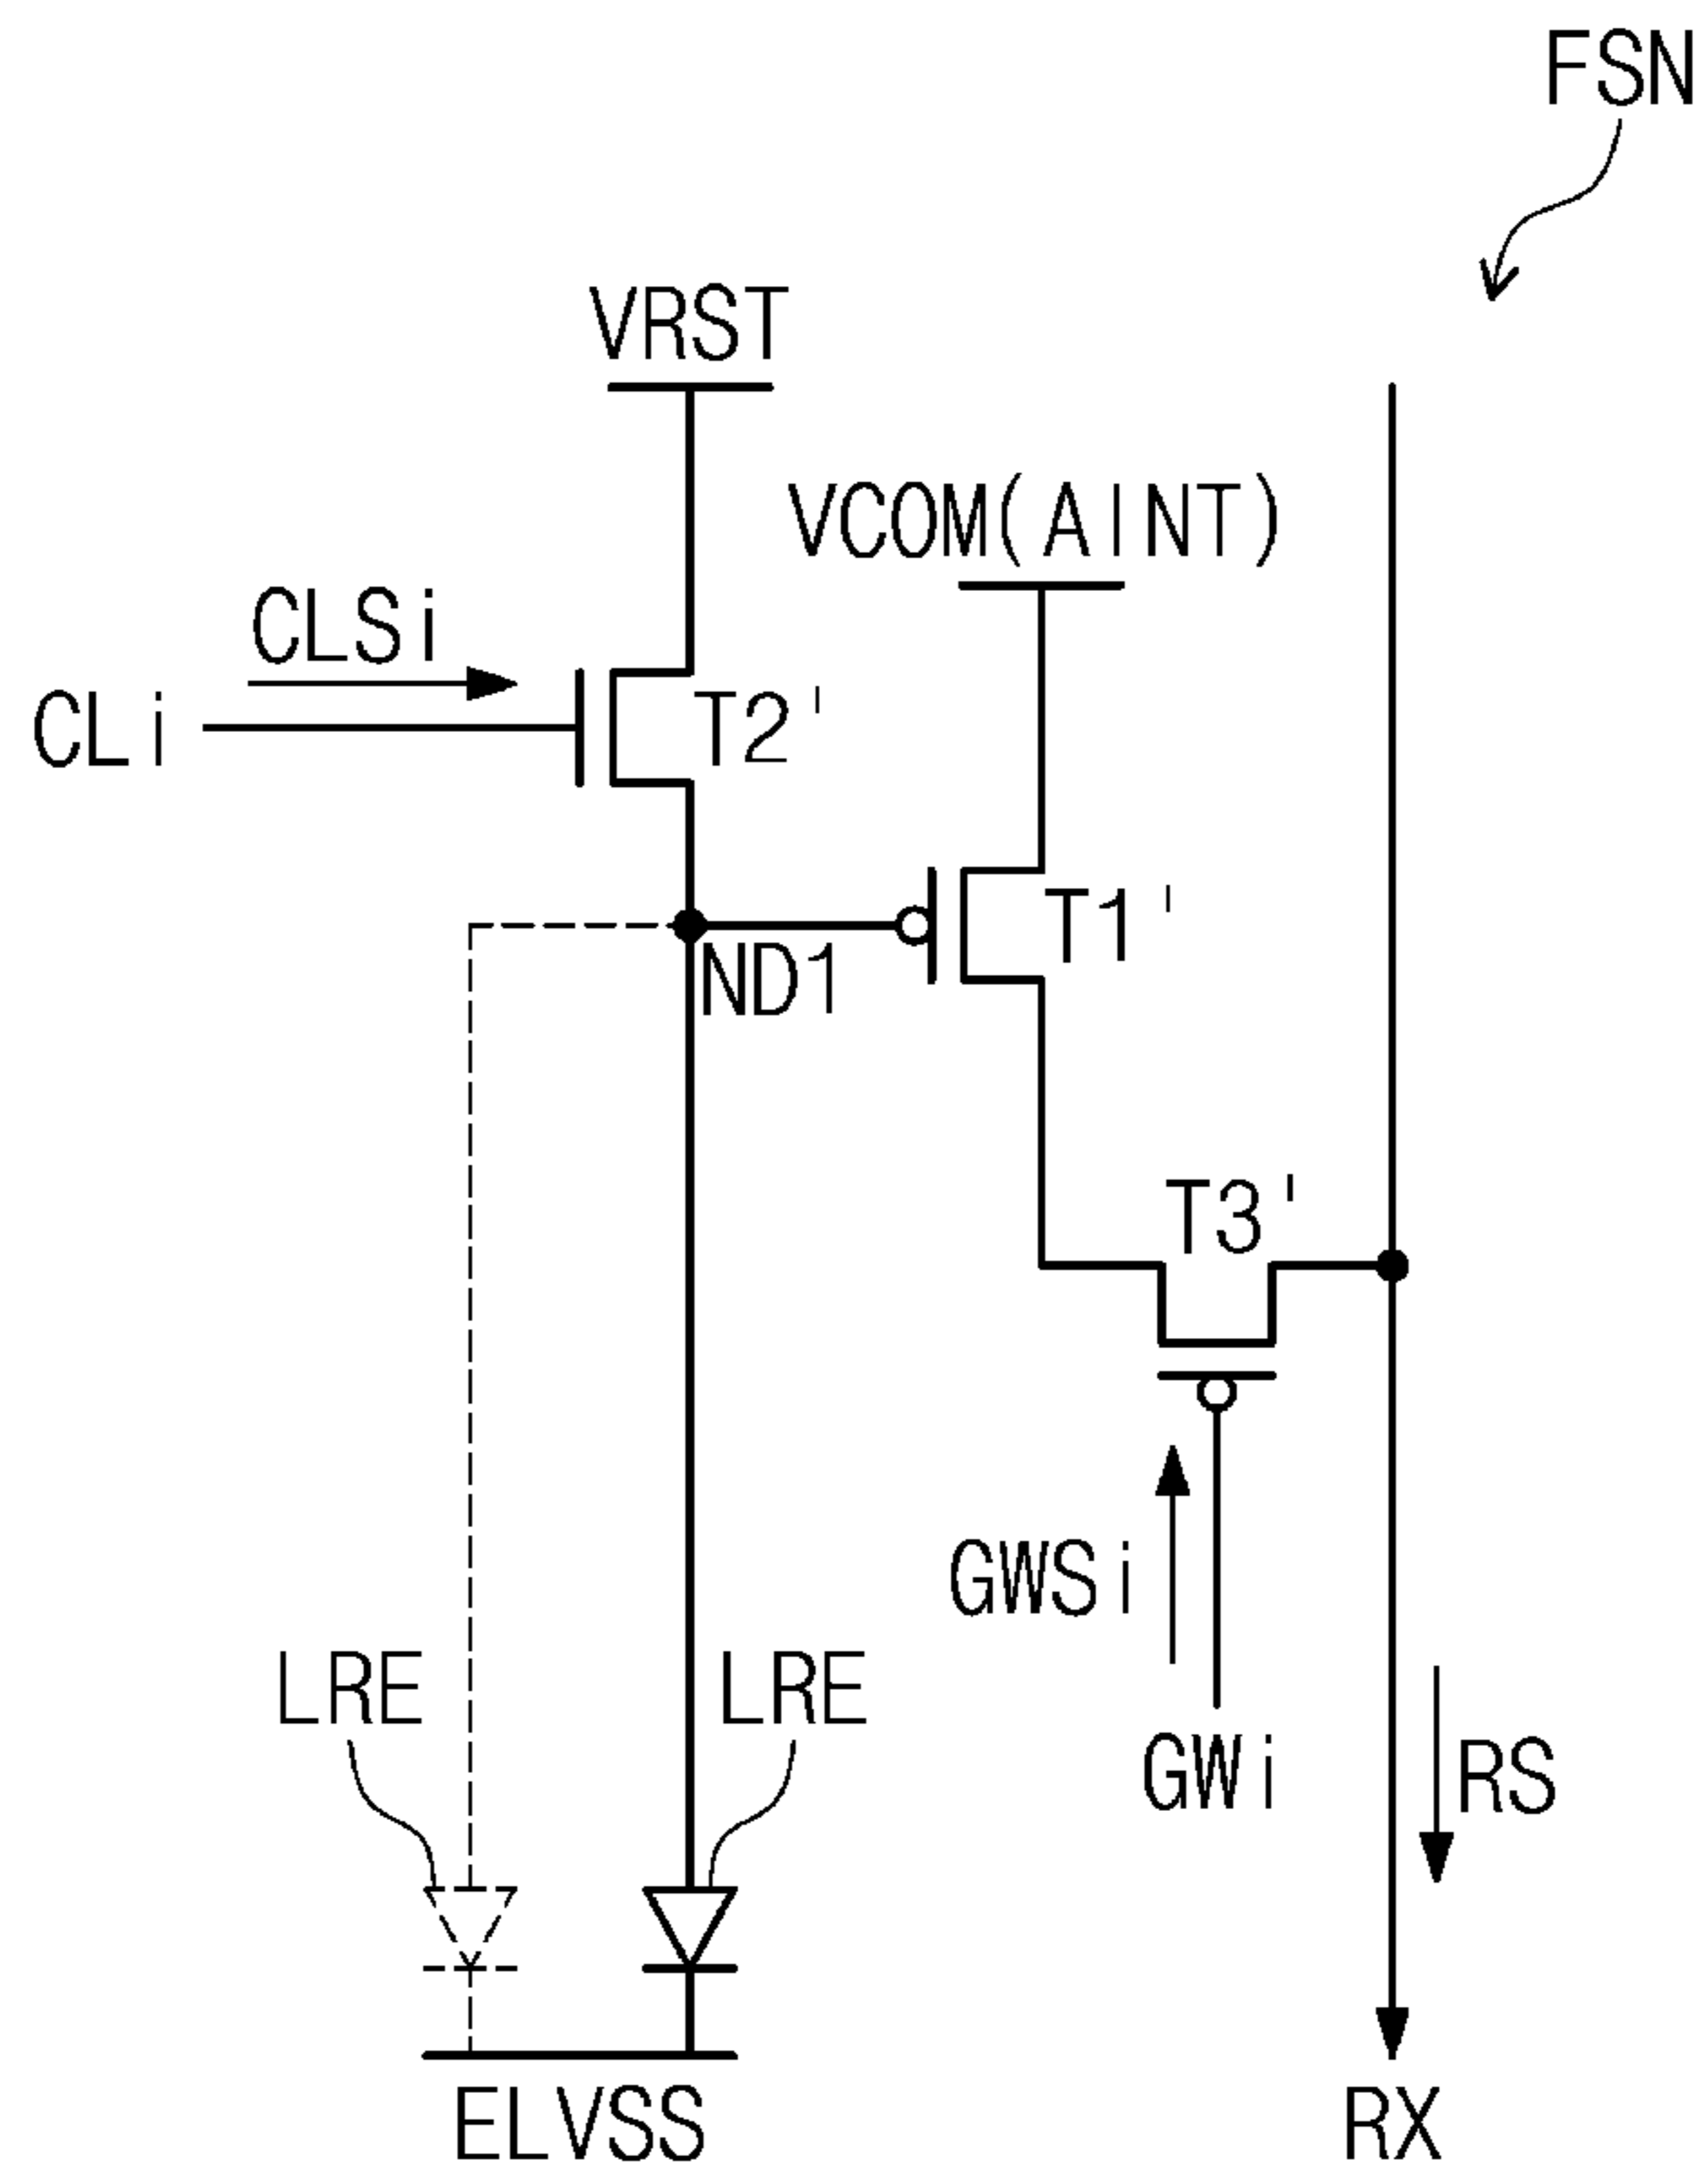 FSN
VRST
VCOM(AINT)
CLSi
CLi
T2'
T1'
ND1
T3'
GWSi
LRE
LRE
GWi
RS
ELVSS
RX